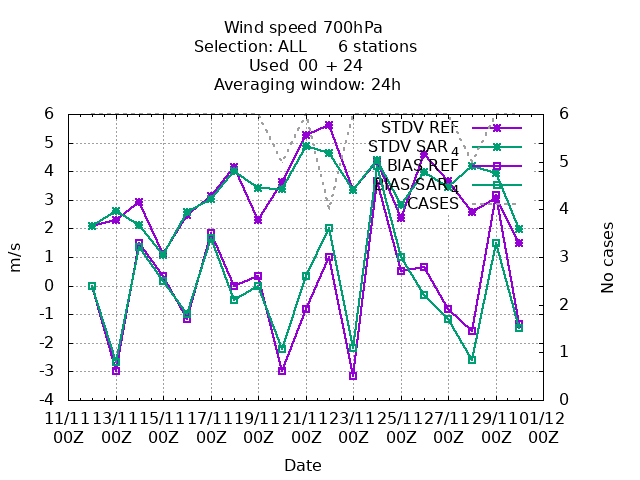 Wind speed 700hPa
Selection: ALL 6 stations
Used 00 + 24
Averaging window: 24h
6 6
STDV REF
STDV SAR 4
5 5
BIAS REF
4
BIAS SAR 4
CASES
3 4
2
m/s
No cases
1 3
0
-1 2
-2
-3 1
-4 0
11/11 13/11 15/11 17/11 19/11 21/11 23/11 25/11 27/11 29/11 01/12
00Z 00Z 00Z 00Z 00Z 00Z 00Z 00Z 00Z 00Z 00Z
Date